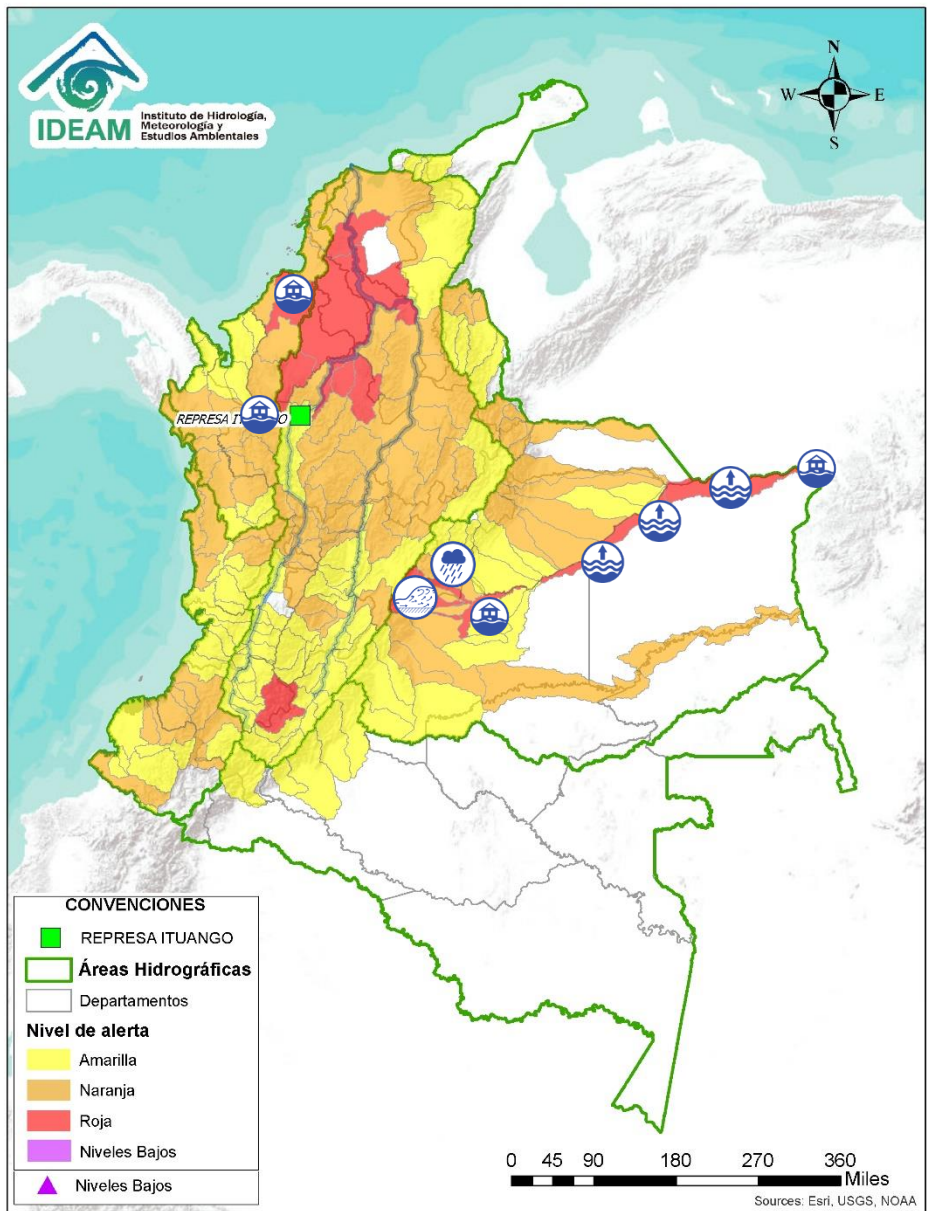 IDEAM
Instituto de Hidrología,
Meteorología y
Estudios Ambientales
N
W
E
S
REPRESA IT
O
CONVENCIONES
REPRESA ITUANGO
Áreas Hidrográficas
Departamentos
Nivel de alerta
Amarilla
Naranja
Roja
Niveles Bajos
Niveles Bajos
0 45 90 180 270 360
Miles
Sources: Esri, USGS, NOAA